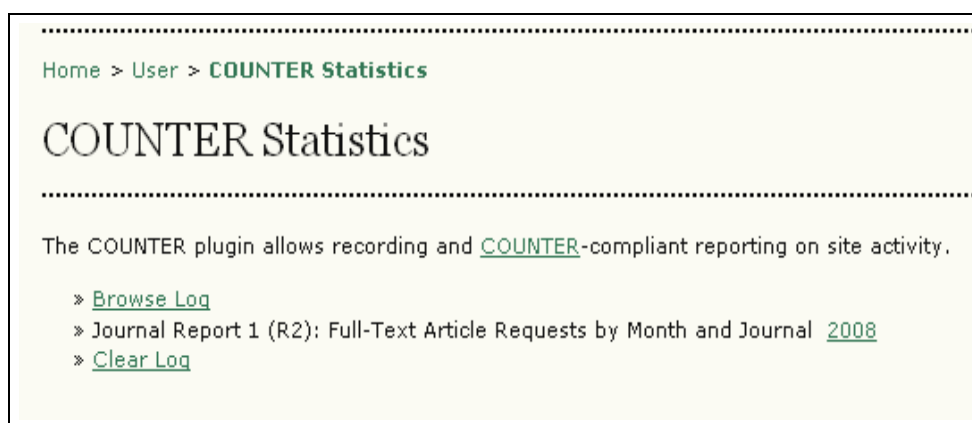 Home > User > COUNTER Statistics
COUNTER Statistics
The COUNTER plugin allows recording and COUNTER-compliant reporting on site activity.
» Browse Log
» Journal Report 1 (R2): Full-Text Article Requests by Month and Journal 2008
» Clear Log